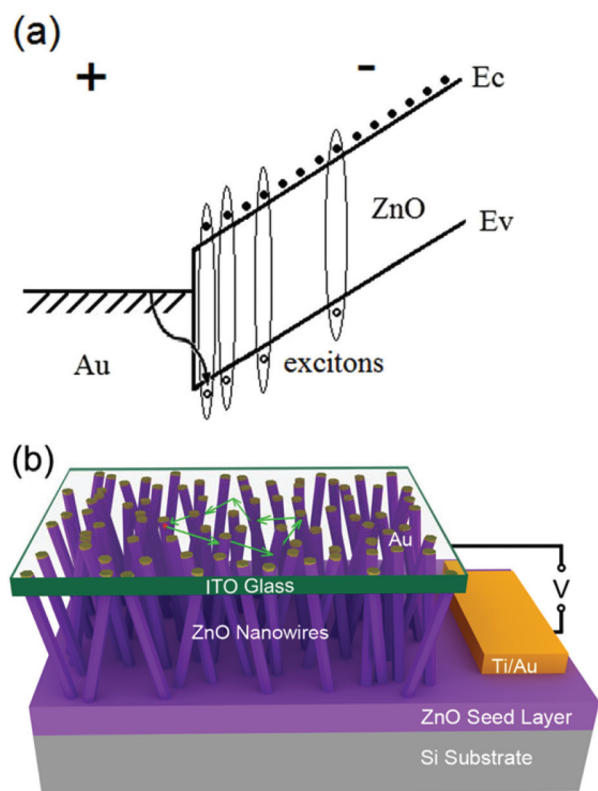 (a)
+
-
Ec
ZnO
Ev
Au
excitons
(b)
Au
ITO Glass
ZnO Nanowires
V
Ti/Au
ZnO Seed Layer
Si Substrate